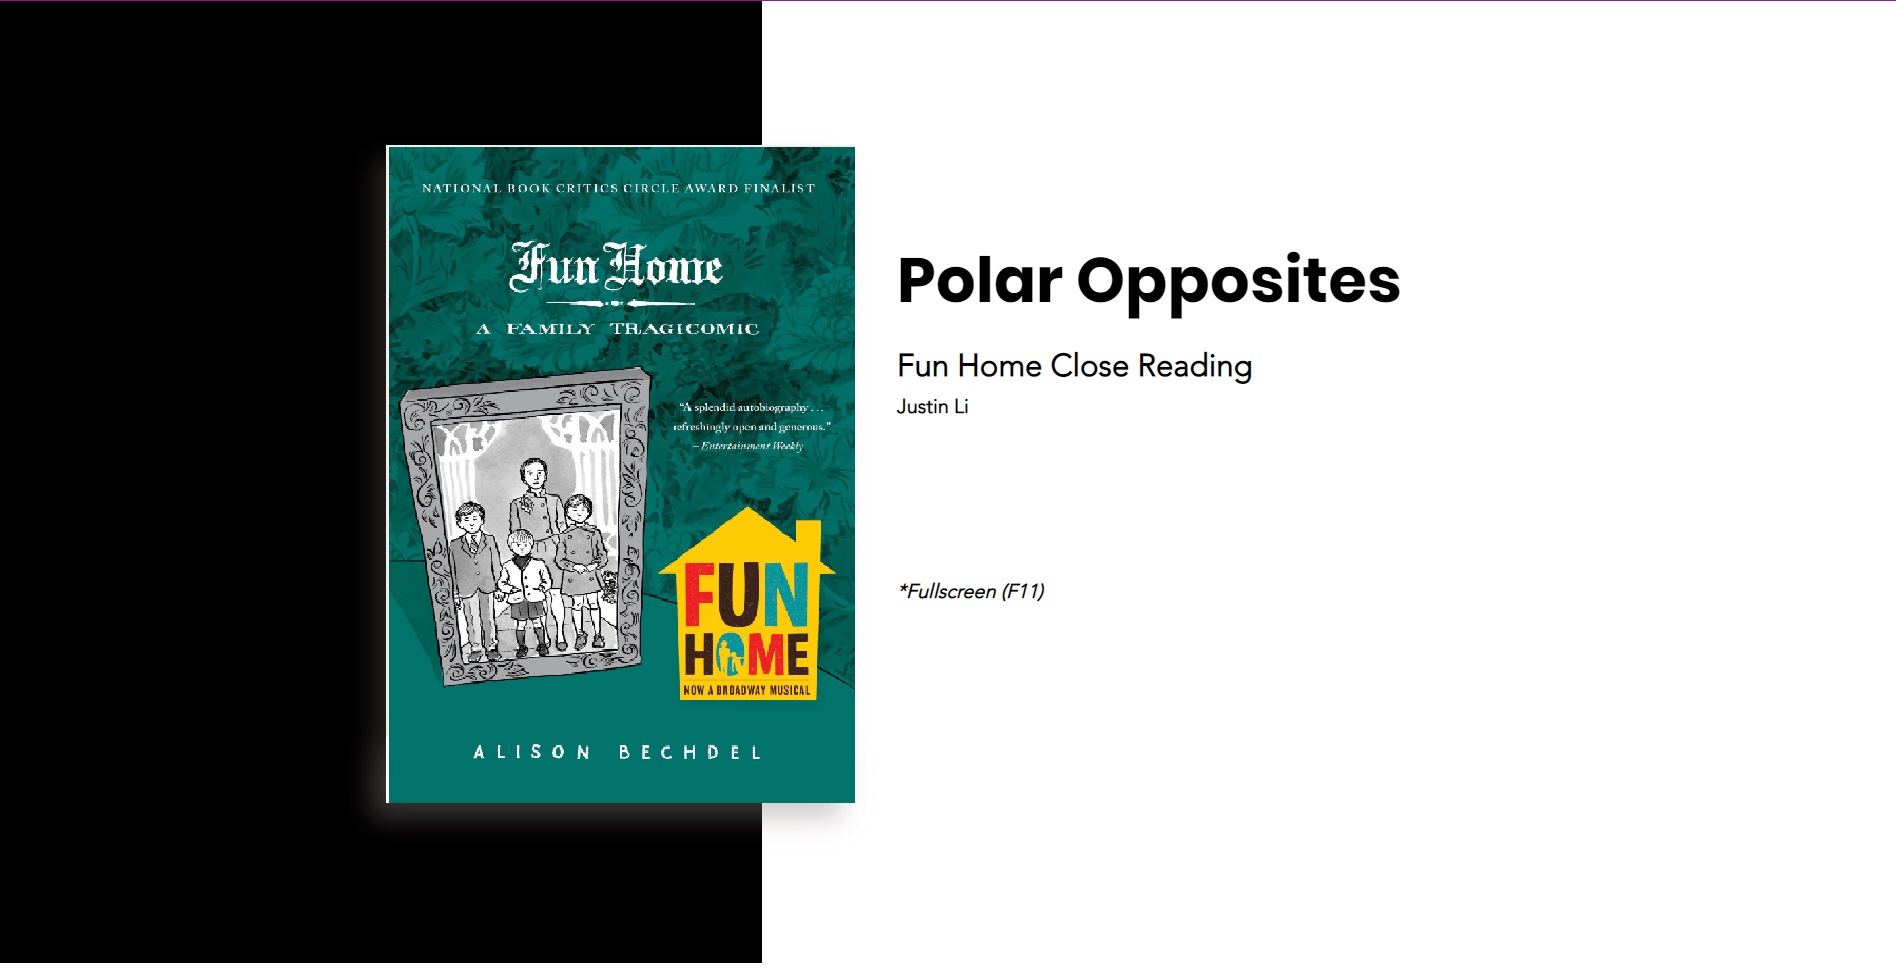 NATIONAL BOOK CRITICS CIRCLE AWARD FINALIST
Fun Home
A FAMILY TRAGICOMIC
"A splendid autobiography . . .
refreshingly open and generous."
– Entertainment Weekly
FUN
HOME
NOW A BROADWAY MUSICAL
ALISON BECHDEL
Polar Opposites
Fun Home Close Reading
Justin Li
*Fullscreen (F11)